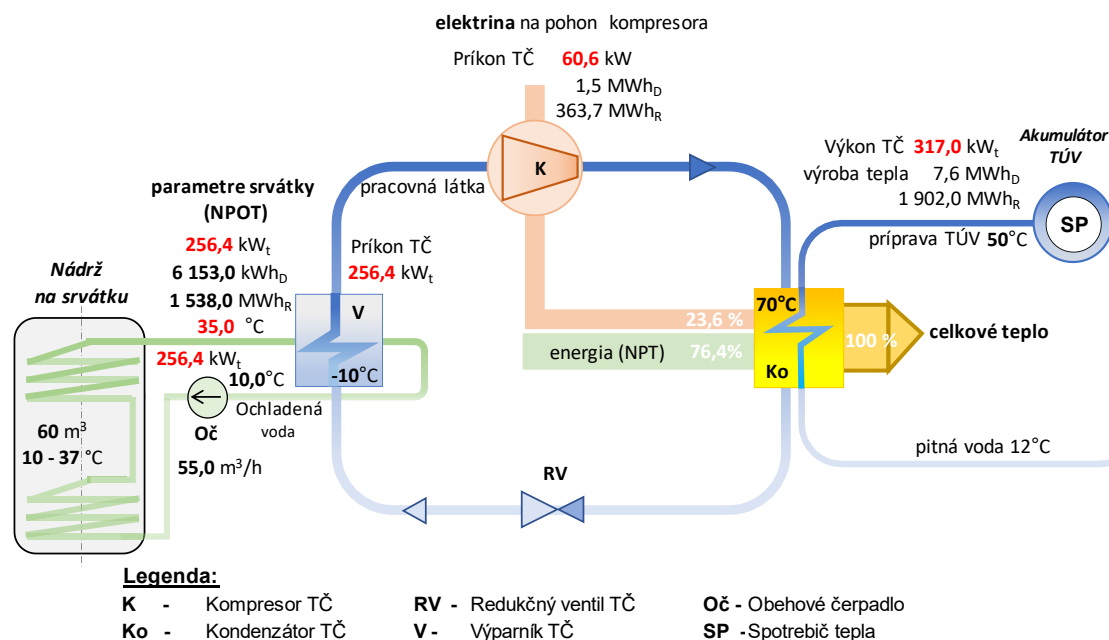 elektrina na pohon kompresora
Príkon TČ 60,6 kW
1,5 MWhD
363,7 MWhR
K
pracovná látka
Výkon TČ 317,0 kWt
výroba tepla 7,6 MWhD
1 902,0 MWhR
Akumulátor
TÚV
SP
príprava TÚV 50°C
parametre srvátky
(NPOT)
256,4 kWt
6 153,0 kWhD
1 538,0 MWhR
35,0 °C
Príkon TČ
256,4 kWt
Nádrž
na srvátku
V
-10°C
256,4 kWt
10,0°C
Ochladená
voda
Oč
55,0 m3/h
60 m3
10 - 37 °C
70°C
23,6 %
energia (NPT) 76,4%
100 %
Ko
celkové teplo
pitná voda 12°C
RV
Legenda:
K - Kompresor TČ
RV - Redukčný ventil TČ
Oč - Obehové čerpadlo
Ko - Kondenzátor TČ
V - Výparník TČ
SP - Spotrebič tepla